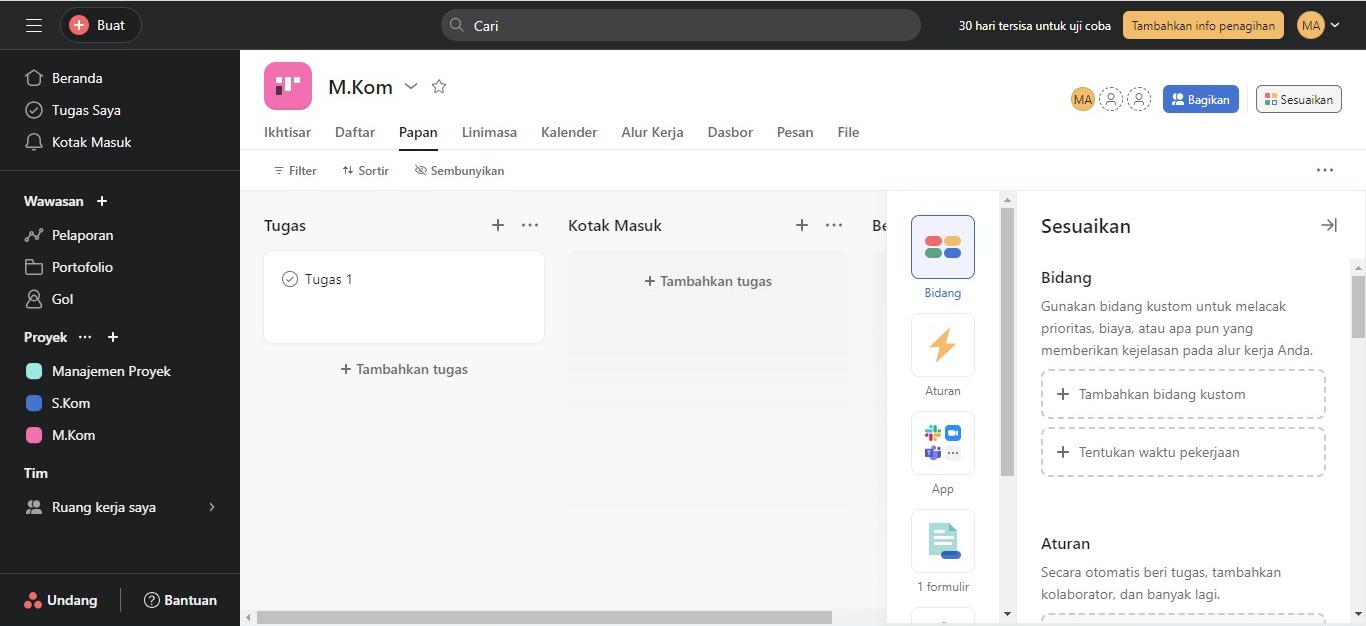 Buat
Cari
30 hari tersisa untuk uji coba
Tambahkan info penagihan
MA
Beranda
Tugas Saya
Kotak Masuk
Wawasan
Pelaporan
Portofolio
Gol
Proyek
Manajemen Proyek
S.Kom
M.Kom
Tim
Ruang kerja saya
Undang
Bantuan
M.Kom
MA
Bagikan
Sesuaikan
Ikhtisar Daftar Papan Linimasa Kalender Alur Kerja Dasbor Pesan File
Filter Sortir Sembunyikan
Tugas
Tugas 1
+ Tambahkan tugas
Kotak Masuk
+ Tambahkan tugas
Be
Bidang
Aturan
App
1 formulir
Sesuaikan
Bidang
Gunakan bidang kustom untuk melacak
prioritas, biaya, atau apa pun yang
memberikan kejelasan pada alur kerja Anda.
+ Tambahkan bidang kustom
+ Tentukan waktu pekerjaan
Aturan
Secara otomatis beri tugas, tambahkan
kolaborator, dan banyak lagi.